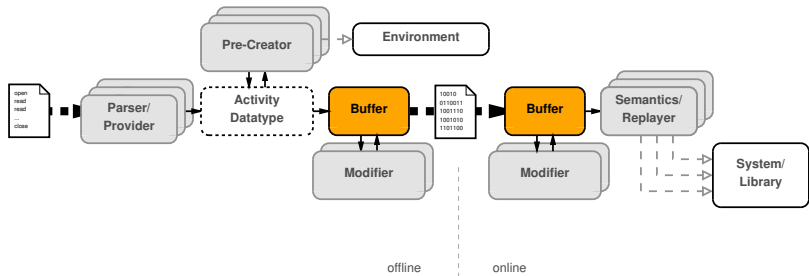 Pre-Creator
Environment
open
read
read
...
close
Parser/
Provider
Activity
Datatype
Buffer
10010
0110011
1001110
1001010
1101100
Buffer
Semantics/
Replayer
Modifier
Modifier
System/
Library
offline
online